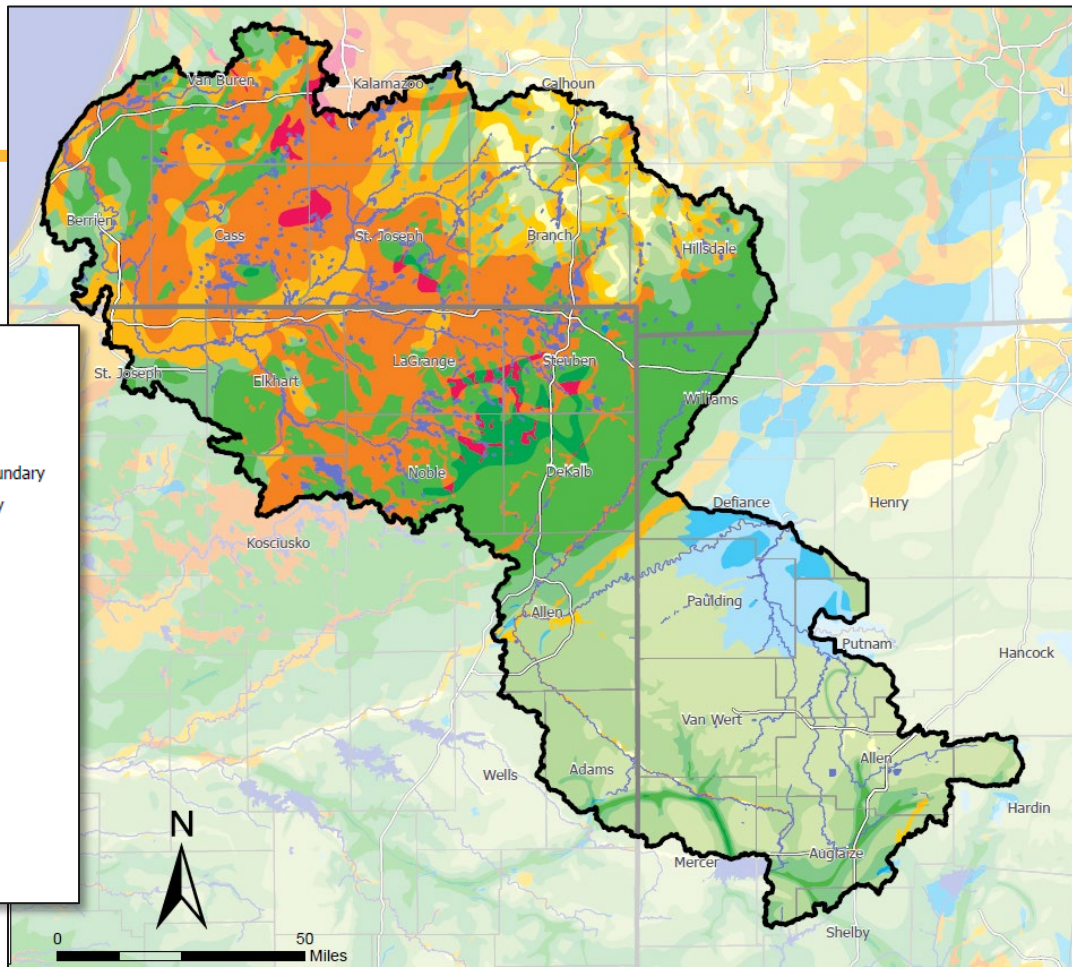 Van Buren
Kalamazoo
Calhoun
Berrien
Cass
St. Joseph
Branch
Hillsdale
St. Joseph
Elkhart
LaGrange
Steuben
Williams
undary
y
Noble
DeKalb
Defiance
Henry
Kosciusko
Allen
Paulding
Putnam
Hancock
Van Wert
Allen
Wells
Adams
Hardin
Mercer
Auglaize
Shelby
N
0 50
Miles